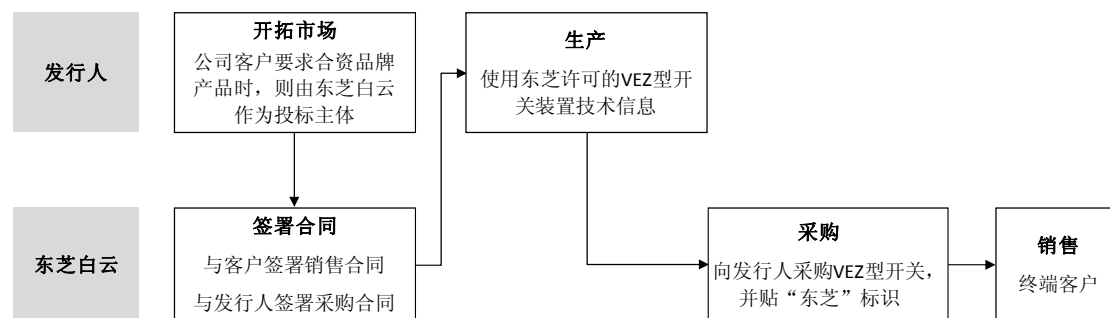 发行人
开拓市场
公司客户要求合资品牌
产品时，则由东芝白云
作为投标主体
生产
使用东芝许可的VEZ型开
关装置技术信息
东芝白云
签署合同
与客户签署销售合同
与发行人签署采购合同
采购
向发行人采购VEZ型开关，
并贴“东芝”标识
销售
终端客户